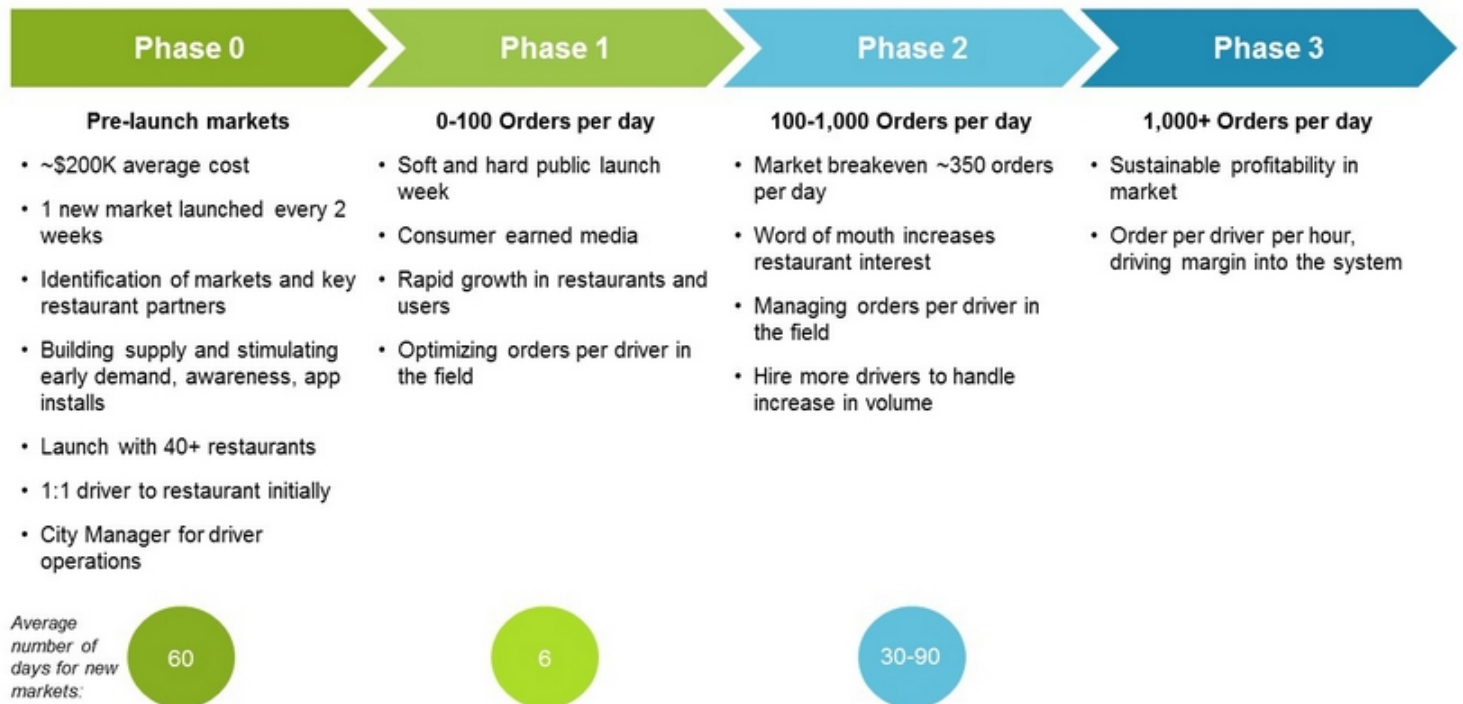 Phase 0
Phase 1
Phase 2
Phase 3
Pre-launch markets
• ~$200K average cost
• 1 new market launched every 2
weeks
• Identification of markets and key
restaurant partners
• Building supply and stimulating
early demand, awareness, app
installs
• Launch with 40+ restaurants
• 1:1 driver to restaurant initially
• City Manager for driver
operations
0-100 Orders per day
• Soft and hard public launch
week
• Consumer earned media
• Rapid growth in restaurants and
users
• Optimizing orders per driver in
the field
100-1,000 Orders per day
• Market breakeven ~350 orders
per day
• Word of mouth increases
restaurant interest
• Managing orders per driver in
the field
• Hire more drivers to handle
increase in volume
1,000+ Orders per day
• Sustainable profitability in
market
• Order per driver per hour,
driving margin into the system
Average
number of
days for new
markets:
60
6
30-90